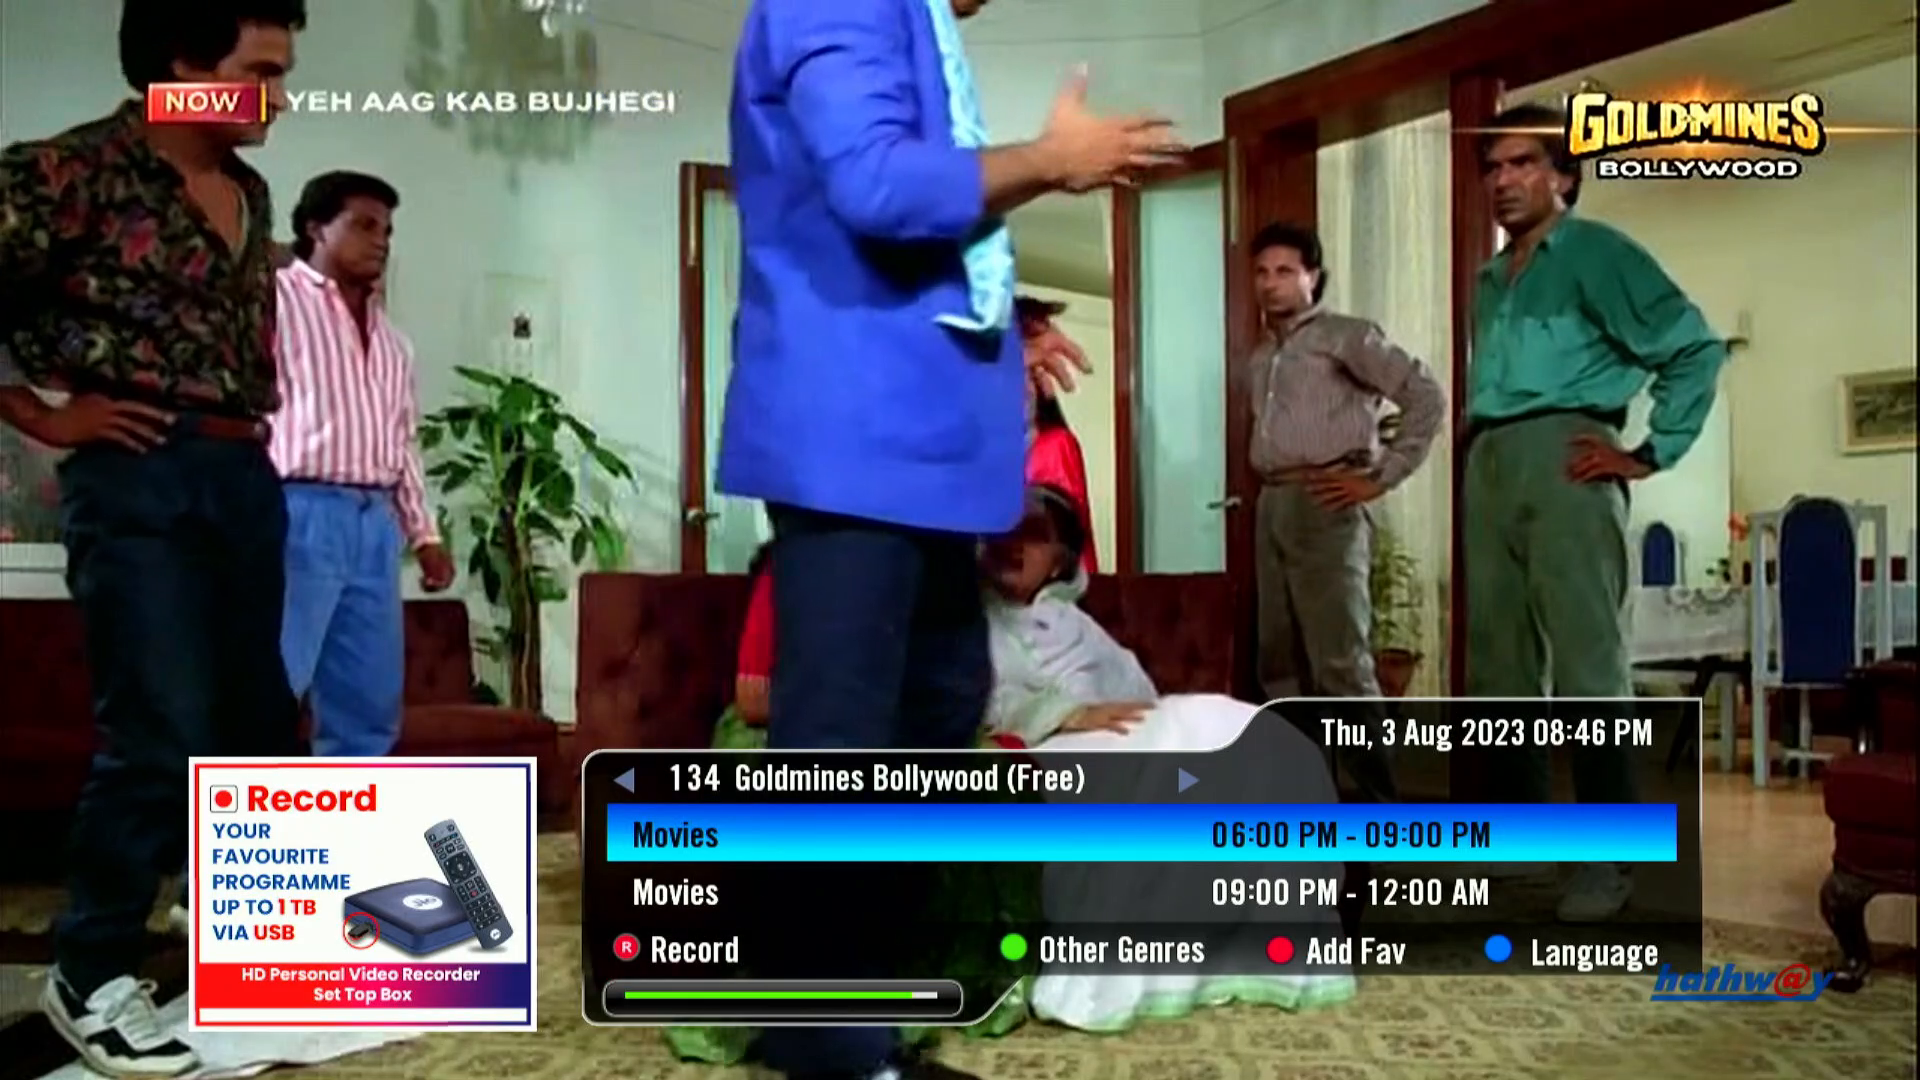 NOW YEH AAG KAB BUJHEGI
GOLDMINES
BOLLYWOOD
Thu, 3 Aug 2023 08:46 PM
134 Goldmines Bollywood (Free)
Movies 06:00 PM - 09:00 PM
Movies 09:00 PM - 12:00 AM
R Record Other Genres Add Fav Language
hathw@y
Record
YOUR
FAVOURITE
PROGRAMME
UP TO 1 TB
VIA USB
Jio
HD Personal Video Recorder
Set Top Box